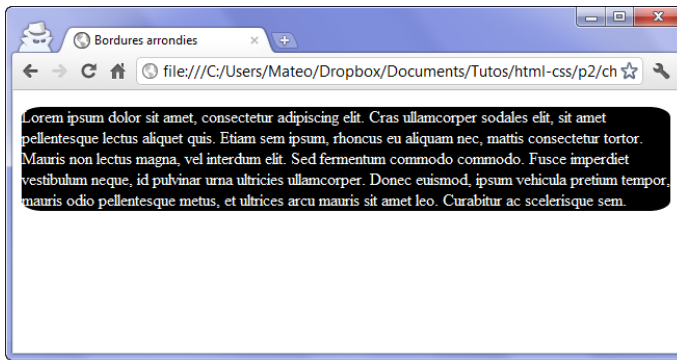 Bordures arrondies
file:///C:/Users/Mateo/Dropbox/Documents/Tutos/html-css/p2/ch
Lorem ipsum dolor sit amet, consectetur adipiscing elit. Cras ullamcorper sodales elit, sit amet
pellentesque lectus aliquet quis. Etiam sem ipsum, rhoncus eu aliquam nec, mattis consectetur tortor.
Mauris non lectus magna, vel interdum elit. Sed fermentum commodo commodo. Fusce imperdiet
vestibulum neque, id pulvinar urna ultricies ullamcorper. Donec euismod, ipsum vehicula pretium tempor,
mauris odio pellentesque metus, et ultrices arcu mauris sit amet leo. Curabitur ac scelerisque sem.